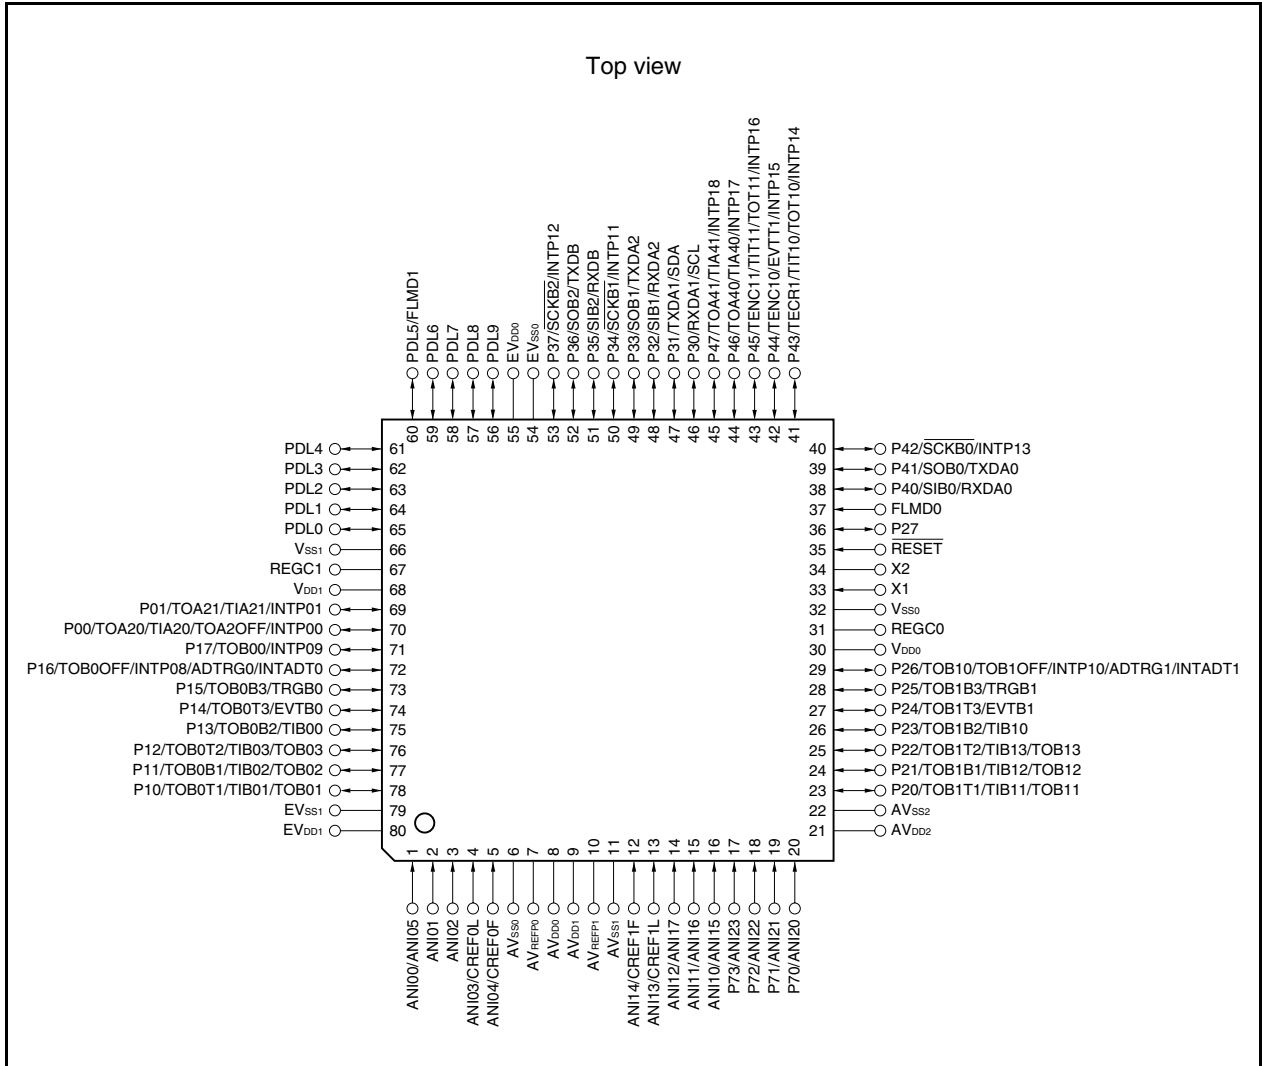 Top view
PDL5/FLMD1
PDL6
PDL7
PDL8
PDL9
EVDD0
EVSS0
P37/SCKB2/INTP12
P36/SOB2/TXDB
P35/SIB2/RXDB
P34/SCKB1/INTP11
P33/SOB1/TXDA2
P32/SIB1/RXDA2
P31/TXDA1/SDA
P30/RXDA1/SCL
P47/TOA41/TIA41/INTP18
P46/TOA40/TIA40/INTP17
P45/TENC11/TIT11/TOT11/INTP16
P44/TENC10/EVTT1/INTP15
P43/TECR1/TIT10/TOT10/INTP14
60 59 58 57 56 55 54 53 52 51 50 49 48 47 46 45 44 43 42 41
PDL4 61
PDL3 62
PDL2 63
PDL1 64
PDL0 65
VSS1 66
REGC1 67
VDD1 68
P01/TOA21/TIA21/INTP01 69
P00/TOA20/TIA20/TOA2OFF/INTP00 70
P17/TOB00/INTP09 71
P16/TOB0OFF/INTP08/ADTRG0/INTADT0 72
P15/TOB0B3/TRGB0 73
P14/TOB0T3/EVTB0 74
P13/TOB0B2/TIB00 75
P12/TOB0T2/TIB03/TOB03 76
P11/TOB0B1/TIB02/TOB02 77
P10/TOB0T1/TIB01/TOB01 78
EVSS1 79
EVDD1 80
40 P42/SCKB0/INTP13
39 P41/SOB0/TXDA0
38 P40/SIB0/RXDA0
37 FLMD0
36 P27
35 RESET
34 X2
33 X1
32 VSS0
31 REGC0
30 VDD0
29 P26/TOB10/TOB1OFF/INTP10/ADTRG1/INTADT1
28 P25/TOB1B3/TRGB1
27 P24/TOB1T3/EVTB1
26 P23/TOB1B2/TIB10
25 P22/TOB1T2/TIB13/TOB13
24 P21/TOB1B1/TIB12/TOB12
23 P20/TOB1T1/TIB11/TOB11
22 AVSS2
21 AVDD2
1 2 3 4 5 6 7 8 9 10 11 12 13 14 15 16 17 18 19 20
ANI00/ANI05
ANI01
ANI02
ANI03/CREF0L
ANI04/CREF0F
AVSS0
AVREFP0
AVDD0
AVDD1
AVREFP1
AVSS1
ANI14/CREF1F
ANI13/CREF1L
ANI12/ANI17
ANI11/ANI16
ANI10/ANI15
P73/ANI23
P72/ANI22
P71/ANI21
P70/ANI20